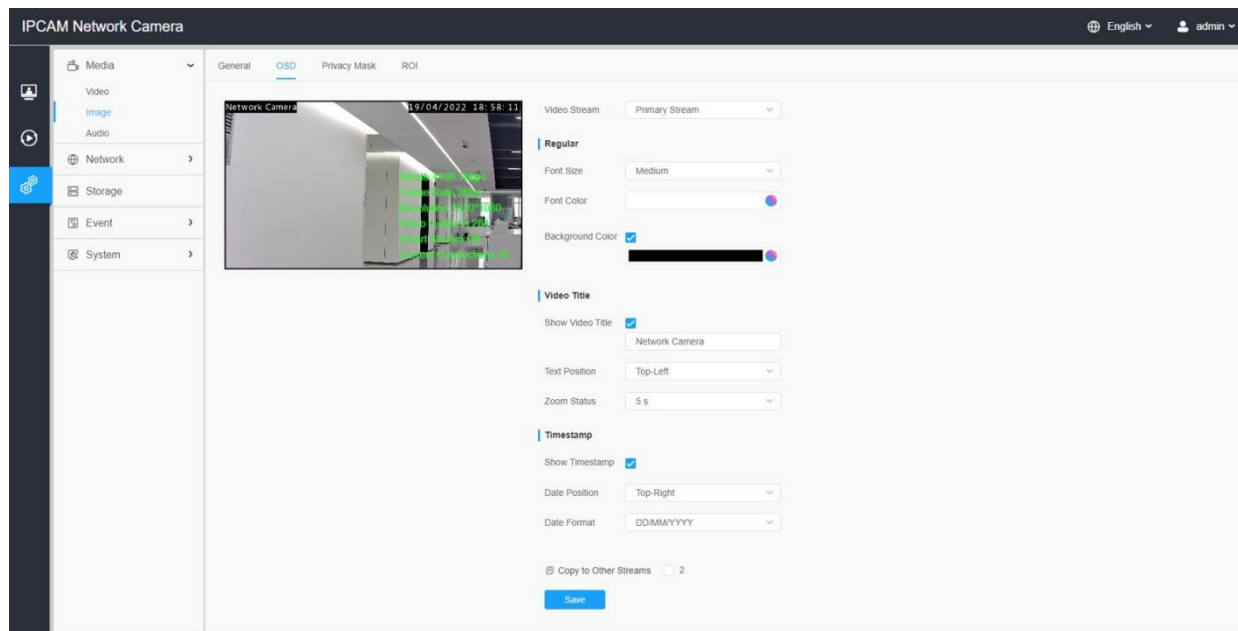 IPCAM Network Camera
English
admin
Media
Video
Image
Audio
Network
Storage
Event
System
General OSD Privacy Mask ROI
Network Camera 19/04/2022 18:58:11
Video Stream Primary Stream
Regular
Font Size Medium
Font Color
Background Color
Video Title
Show Video Title
Network Camera
Text Position Top-Left
Zoom Status 5 s
Timestamp
Show Timestamp
Date Position Top-Right
Date Format DD/MM/YYYY
Copy to Other Streams 2
Save